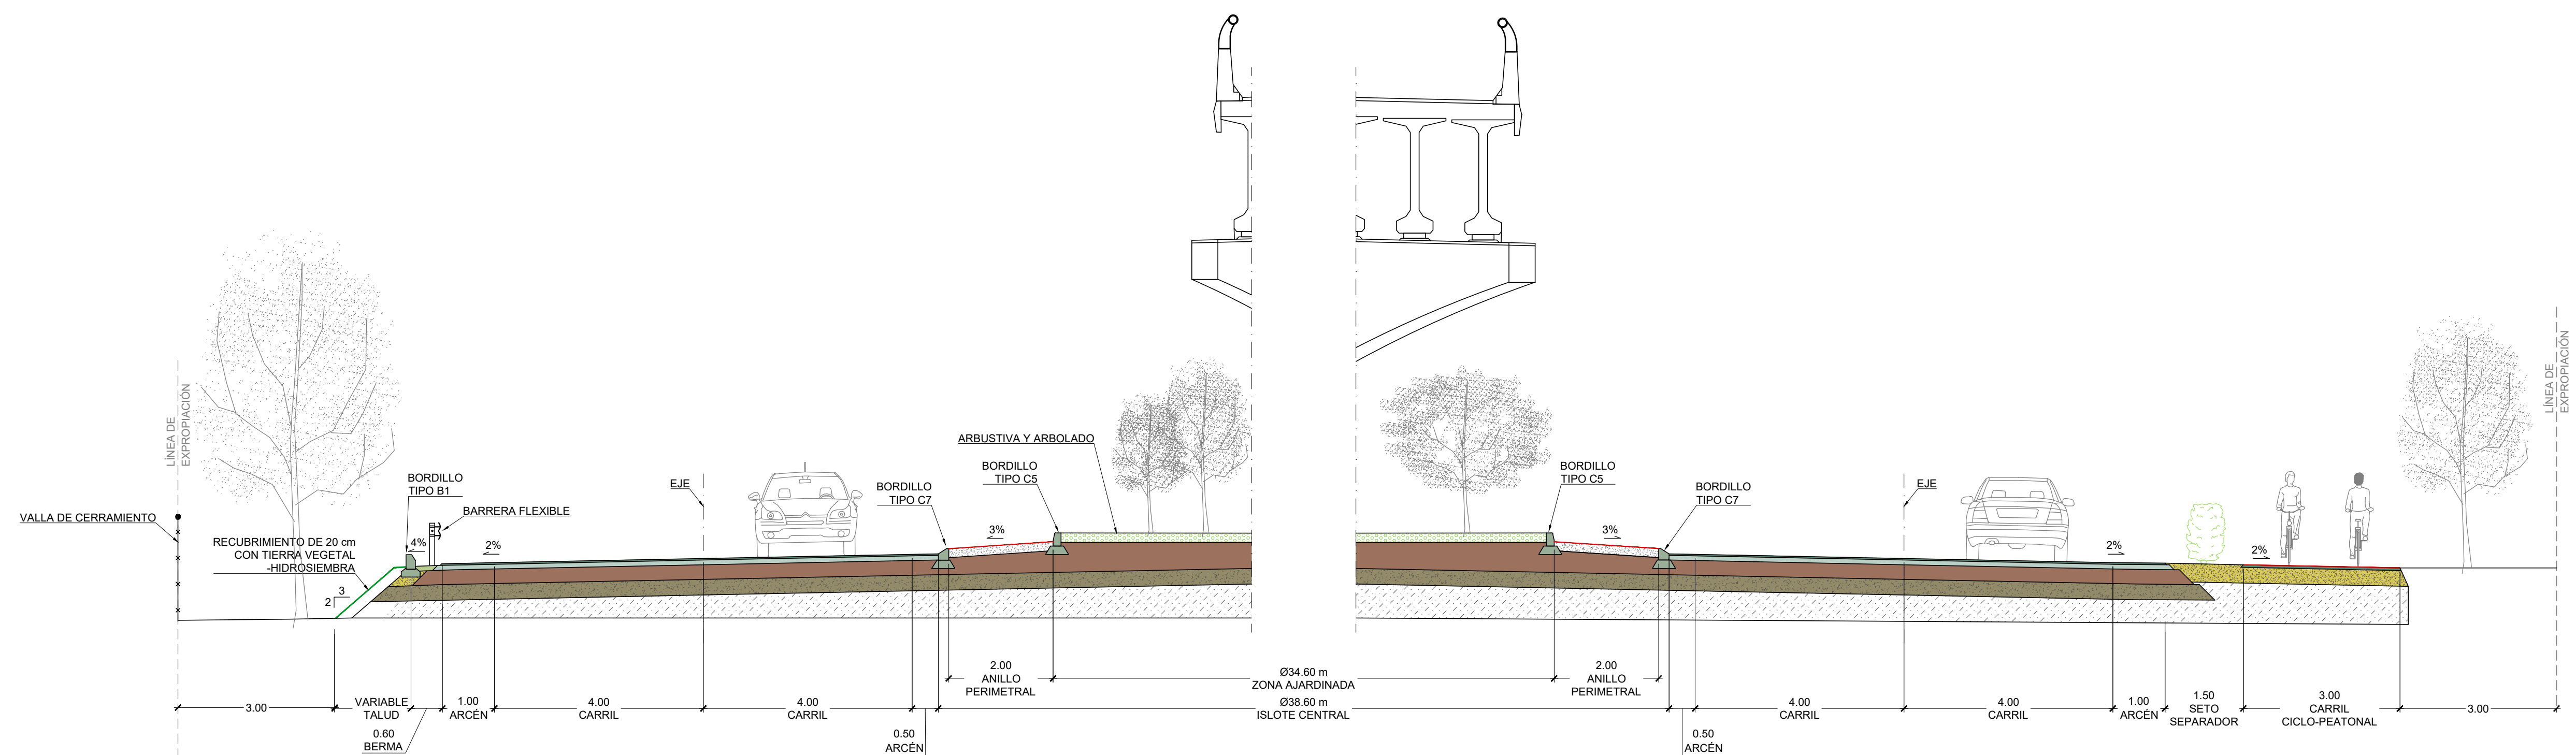 LÍNEA DE
EXPROPIACIÓN
VALLA DE CERRAMIENTO
RECUBRIMIENTO DE 20 cm
CON TIERRA VEGETAL
-HIDROSIEMBRA
3
2
BORDILLO
TIPO B1
4%
BARRERA FLEXIBLE
2%
EJE
BORDILLO
TIPO C7
3%
BORDILLO
TIPO C5
ARBUSTIVA Y ARBOLADO
BORDILLO
TIPO C5
3%
BORDILLO
TIPO C7
EJE
2%
2%
LÍNEA DE
EXPROPIACIÓN
2.00
ANILLO
PERIMETRAL
Ø34.60 m
ZONA AJARDINADA
2.00
ANILLO
PERIMETRAL
3.00
VARIABLE
TALUD
0.60
BERMA
1.00
ARCÉN
4.00
CARRIL
4.00
CARRIL
0.50
ARCÉN
Ø38.60 m
ISLOTE CENTRAL
0.50
ARCÉN
4.00
CARRIL
4.00
CARRIL
1.00
ARCÉN
1.50
SETO
SEPARADOR
3.00
CARRIL
CICLO-PEATONAL
3.00